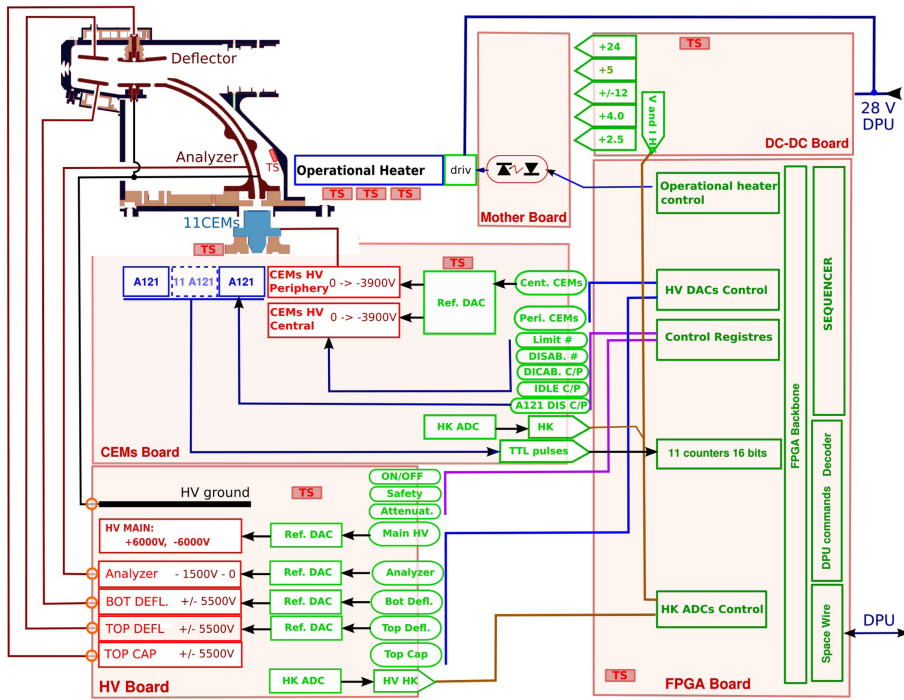 Deflector
Analyzer
TS
11CEMs
TS
Operational Heater
driv
TS TS TS
Mother Board
+24
+5
+/-12
+4.0
+2.5
V and I H
TS
DC-DC Board
28 V
DPU
Operational heater
control
HV DACs Control
Control Registres
11 counters 16 bits
HK ADCs Control
FPGA Backbone
SEQUENCER
DPU commands Decoder
Space Wire
DPU
TS
FPGA Board
A121
11 A121
A121
CEMs HV
Periphery 0 -> -3900V
CEMs HV
Central 0 -> -3900V
TS
Ref. DAC
Cent. CEMs
Peri. CEMs
Limit #
DISAB. #
DICAB. C/P
IDLE C/P
A121 DIS C/P
HK ADC
HK
TTL pulses
CEMs Board
HV ground
TS
ON/OFF
Safety
Attenuat.
HV MAIN:
+6000V, -6000V
Ref. DAC
Main HV
Analyzer - 1500V - 0
Ref. DAC
Analyzer
BOT DEFL. +/- 5500V
Ref. DAC
Bot Defl.
TOP DEFL +/- 5500V
Ref. DAC
Top Defl.
TOP CAP +/- 5500V
Top Cap
HK ADC
HV HK
HV Board